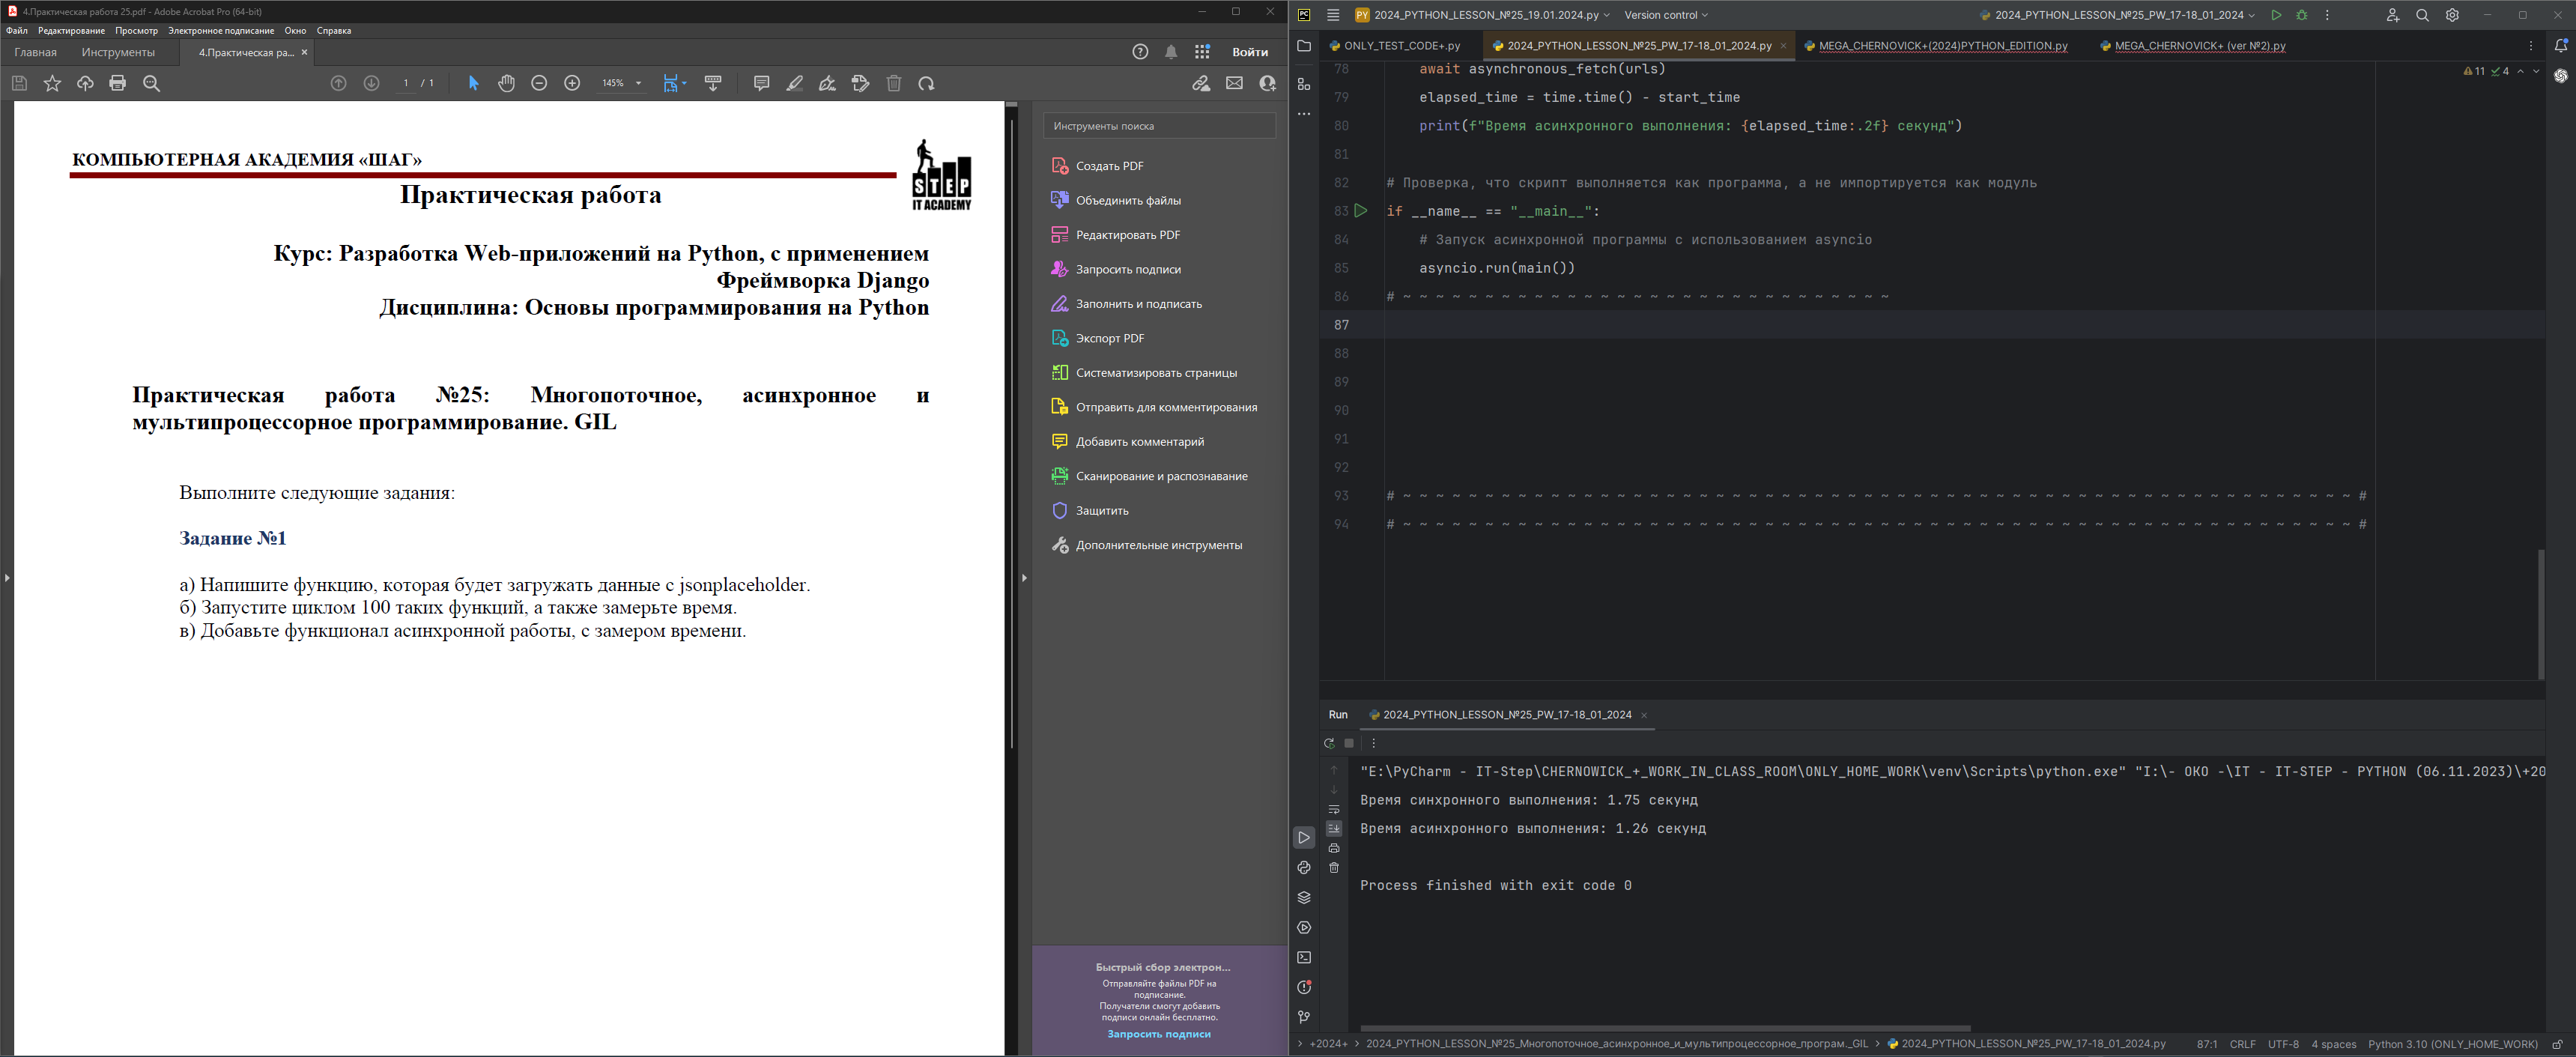 4.Практическая работа 25.pdf - Adobe Acrobat Pro (64-bit)
Файл Редактирование Просмотр Электронное подписание Окно Справка
Главная Инструменты 4.Практическая ра... ×
Войти
1 / 1
145%
КОМПЬЮТЕРНАЯ АКАДЕМИЯ «ШАГ»
STEP
IT ACADEMY
Практическая работа
Курс: Разработка Web-приложений на Python, с применением
Фреймворка Django
Дисциплина: Основы программирования на Python
Практическая работа №25: Многопоточное, асинхронное и
мультипроцессорное программирование. GIL
Выполните следующие задания:
Задание №1
а) Напишите функцию, которая будет загружать данные с jsonplaceholder.
б) Запустите циклом 100 таких функций, а также замерьте время.
в) Добавьте функционал асинхронной работы, с замером времени.
Инструменты поиска
Создать PDF
Объединить файлы
Редактировать PDF
Запросить подписи
Заполнить и подписать
Экспорт PDF
Систематизировать страницы
Отправить для комментирования
Добавить комментарий
Сканирование и распознавание
Защитить
Дополнительные инструменты
Быстрый сбор электрон...
Отправляйте файлы PDF на
подписание.
Получатели смогут добавить
подписи онлайн бесплатно.
Запросить подписи
PC
PY 2024_PYTHON_LESSON_№25_19.01.2024.py Version control
2024_PYTHON_LESSON_№25_PW_17-18_01_2024
ONLY_TEST_CODE+.py 2024_PYTHON_LESSON_№25_PW_17-18_01_2024.py × MEGA_CHERNOVICK+(2024)PYTHON_EDITION.py MEGA_CHERNOVICK+ (ver №2).py
11 4
78 await asynchronous_fetch(urls)
79 elapsed_time = time.time() - start_time
80 print(f"Время асинхронного выполнения: {elapsed_time:.2f} секунд")
81
82 # Проверка, что скрипт выполняется как программа, а не импортируется как модуль
83 if __name__ == "__main__":
84 # Запуск асинхронной программы с использованием asyncio
85 asyncio.run(main())
86 # ~ ~ ~ ~ ~ ~ ~ ~ ~ ~ ~ ~ ~ ~ ~ ~ ~ ~ ~ ~ ~ ~ ~ ~ ~ ~ ~ ~ ~ ~
87
88
89
90
91
92
93 # ~ ~ ~ ~ ~ ~ ~ ~ ~ ~ ~ ~ ~ ~ ~ ~ ~ ~ ~ ~ ~ ~ ~ ~ ~ ~ ~ ~ ~ ~ ~ ~ ~ ~ ~ ~ ~ ~ ~ ~ ~ ~ ~ ~ ~ ~ ~ ~ ~ ~ ~ ~ ~ ~ ~ ~ ~ ~ #
94 # ~ ~ ~ ~ ~ ~ ~ ~ ~ ~ ~ ~ ~ ~ ~ ~ ~ ~ ~ ~ ~ ~ ~ ~ ~ ~ ~ ~ ~ ~ ~ ~ ~ ~ ~ ~ ~ ~ ~ ~ ~ ~ ~ ~ ~ ~ ~ ~ ~ ~ ~ ~ ~ ~ ~ ~ ~ ~ #
Run 2024_PYTHON_LESSON_№25_PW_17-18_01_2024 ×
"E:\PyCharm - IT-Step\CHERNOWICK_+_WORK_IN_CLASS_ROOM\ONLY_HOME_WORK\venv\Scripts\python.exe" "I:\- ОКО -\IT - IT-STEP - PYTHON (06.11.2023)\+20
Время синхронного выполнения: 1.75 секунд
Время асинхронного выполнения: 1.26 секунд
Process finished with exit code 0
+2024+ > 2024_PYTHON_LESSON_№25_Многопоточное_асинхронное_и_мультипроцессорное_програм._GIL > 2024_PYTHON_LESSON_№25_PW_17-18_01_2024.py 87:1 CRLF UTF-8 4 spaces Python 3.10 (ONLY_HOME_WORK)